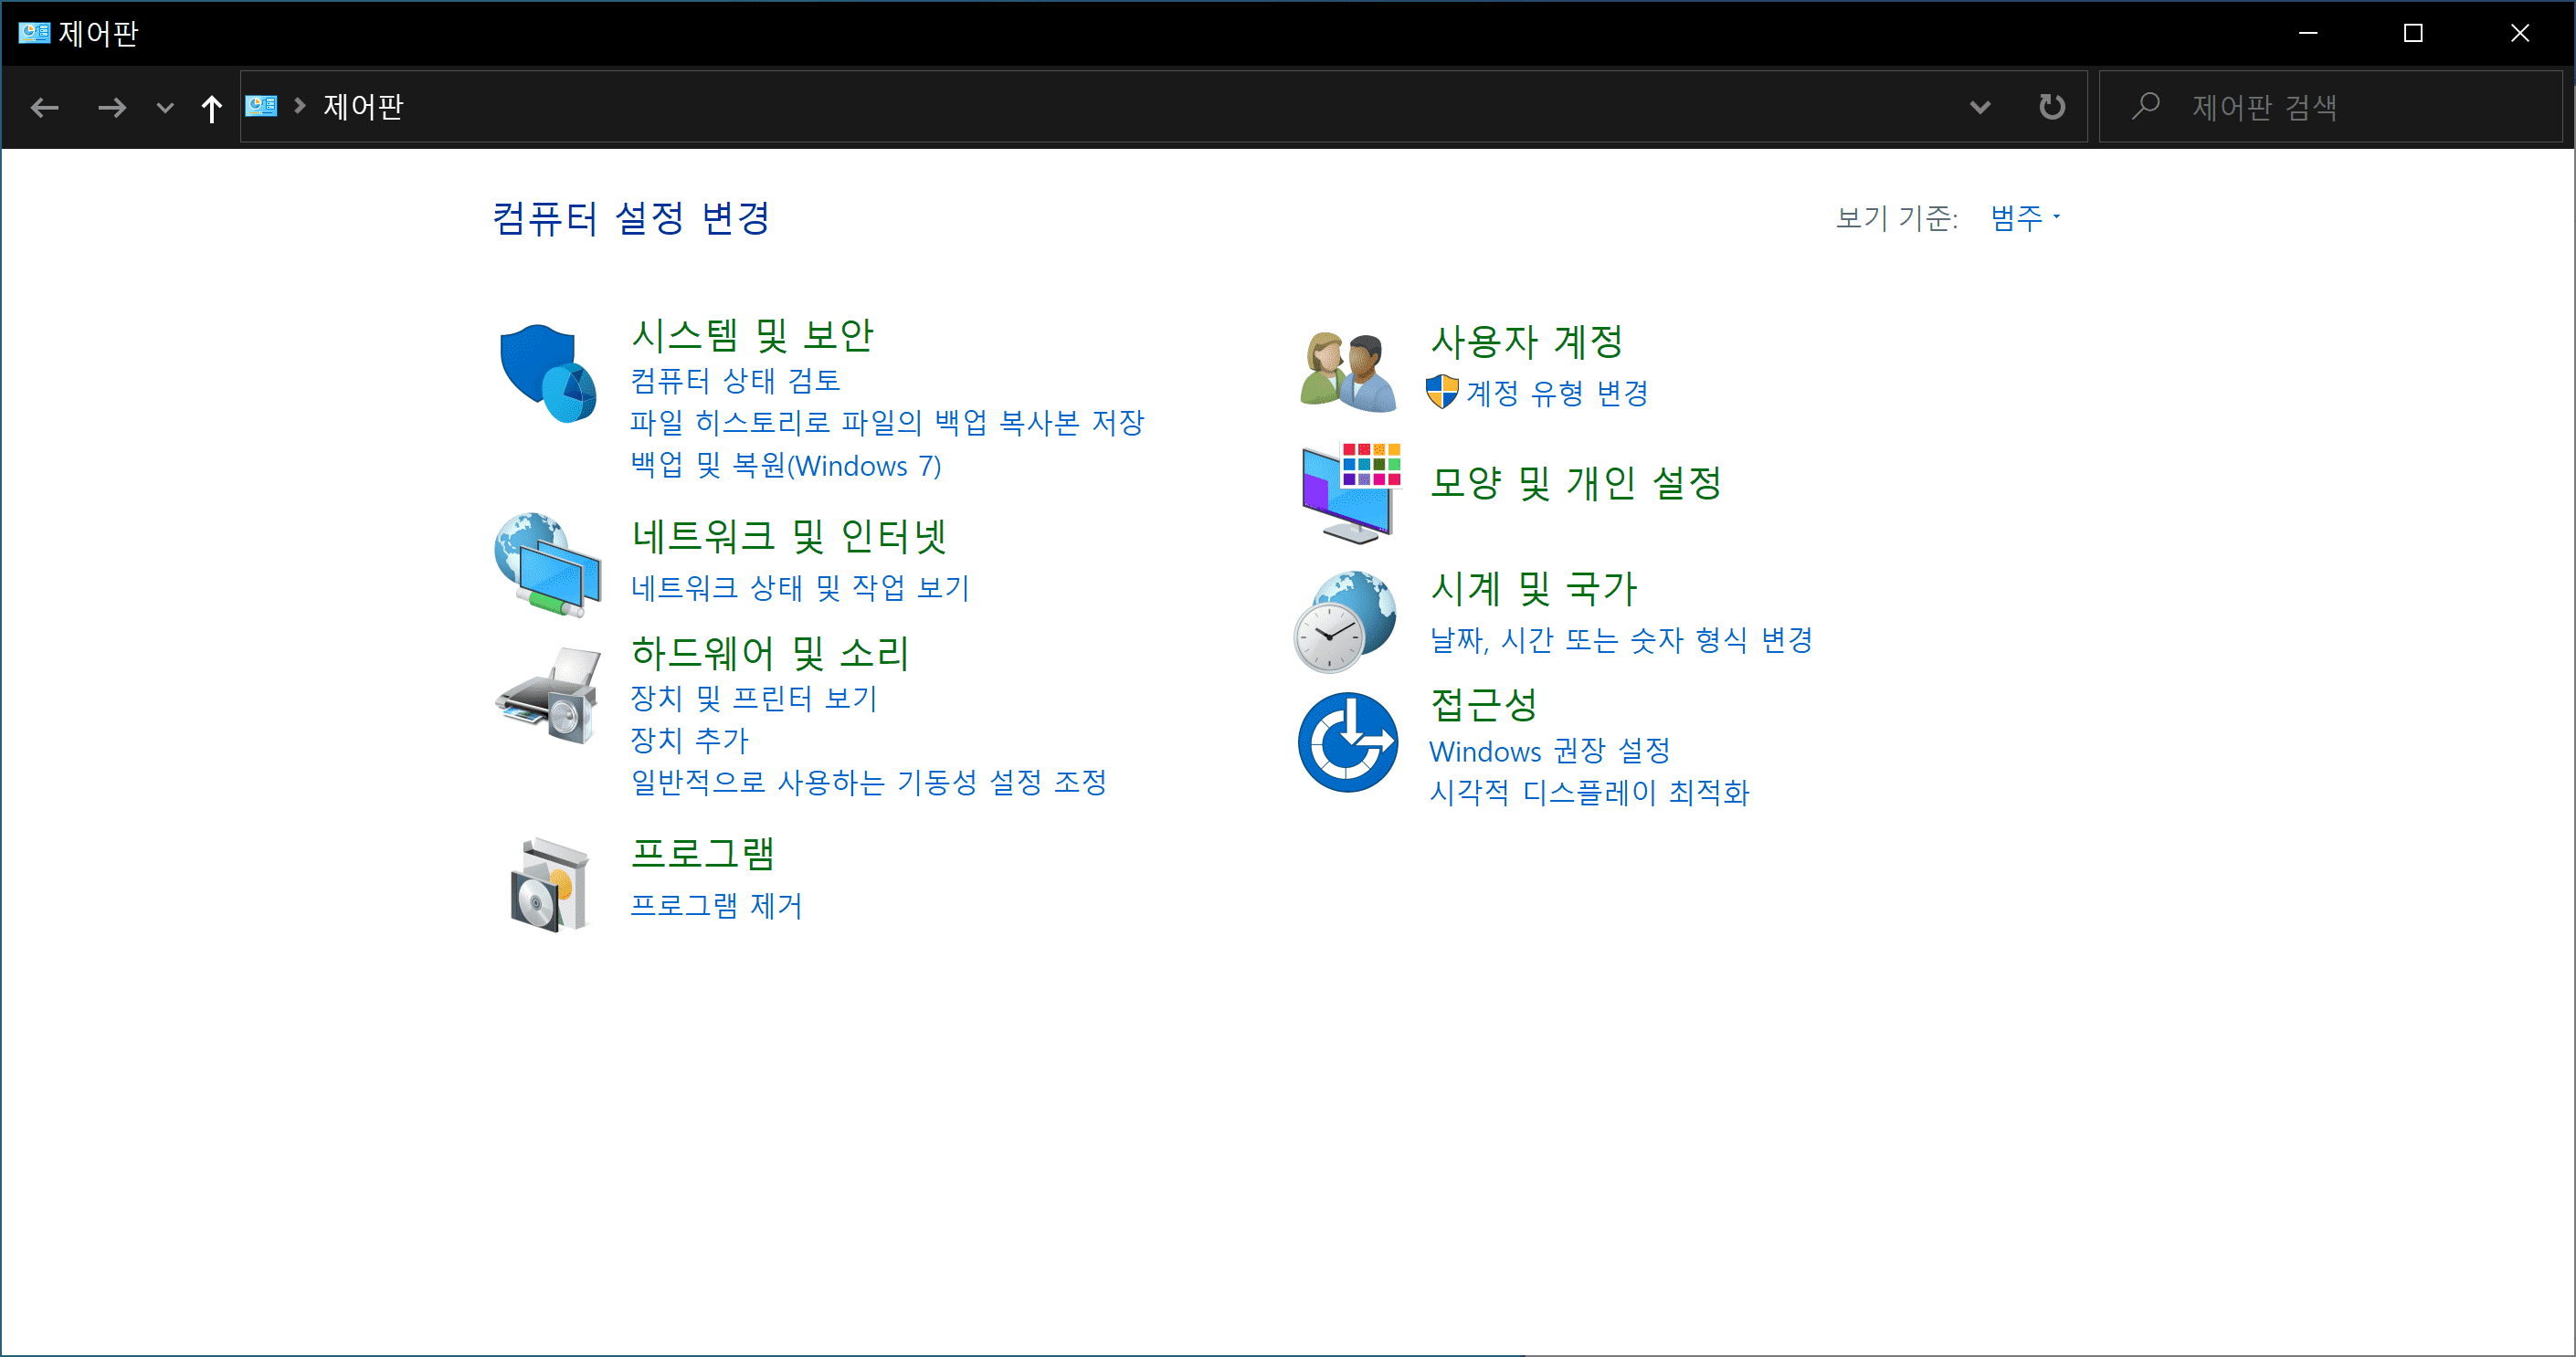 제어판
제어판
제어판 검색
컴퓨터 설정 변경
보기 기준: 범주
시스템 및 보안
컴퓨터 상태 검토
파일 히스토리로 파일의 백업 복사본 저장
백업 및 복원(Windows 7)
네트워크 및 인터넷
네트워크 상태 및 작업 보기
하드웨어 및 소리
장치 및 프린터 보기
장치 추가
일반적으로 사용하는 기동성 설정 조정
프로그램
프로그램 제거
사용자 계정
계정 유형 변경
모양 및 개인 설정
시계 및 국가
날짜, 시간 또는 숫자 형식 변경
접근성
Windows 권장 설정
시각적 디스플레이 최적화